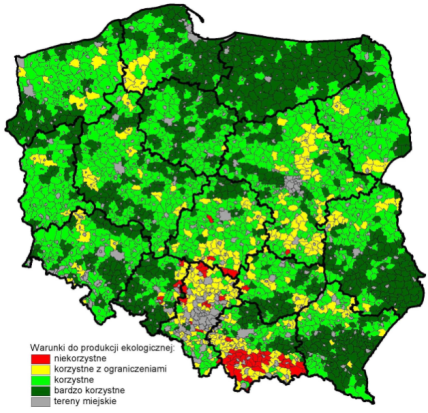 Warunki do produkcji ekologicznej:
niekorzystne
korzystne z ograniczeniami
korzystne
bardzo korzystne
tereny miejskie